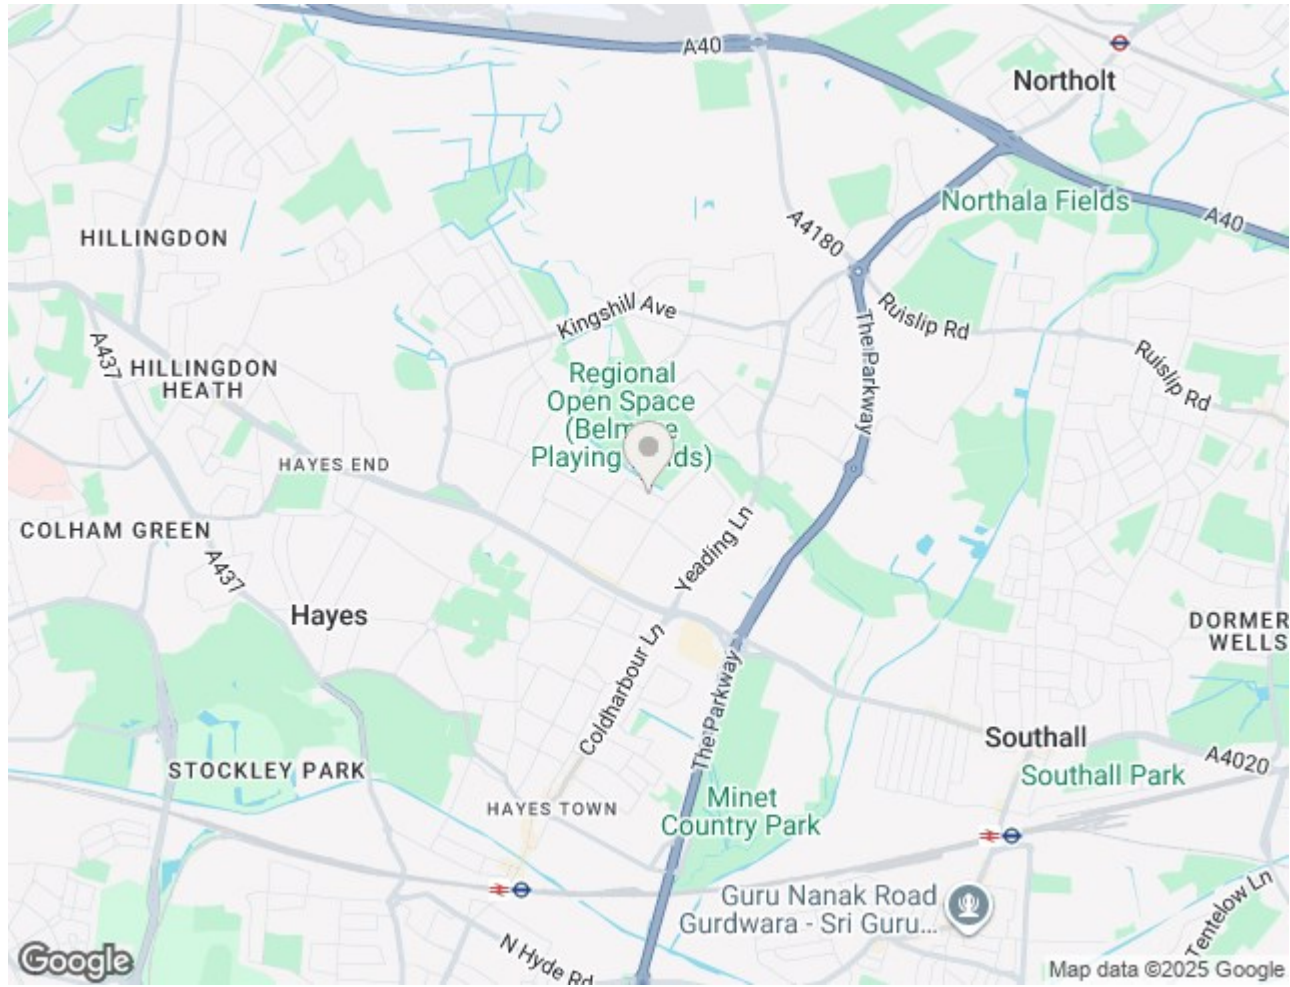 A40
Northolt
Northala Fields
A40
HILLINGDON
A4180
Kingshill Ave
Ruislip Rd
The Parkway
A437
HILLINGDON
HEATH
Ruislip Rd
Regional
Open Space
Playing
HAYES END
COLHAM GREEN
Yeading Ln
A437
Hayes
DORMER
WELLS
Coldharbour Ln
The Parkway
Southall
A4020
STOCKLEY PARK
Southall Park
HAYES TOWN
Minet
Country Park
Guru Nanak Road
Gurdwara - Sri Guru...
Tentelow Ln
N Hyde Rd
Google
Map data ©2025 Google